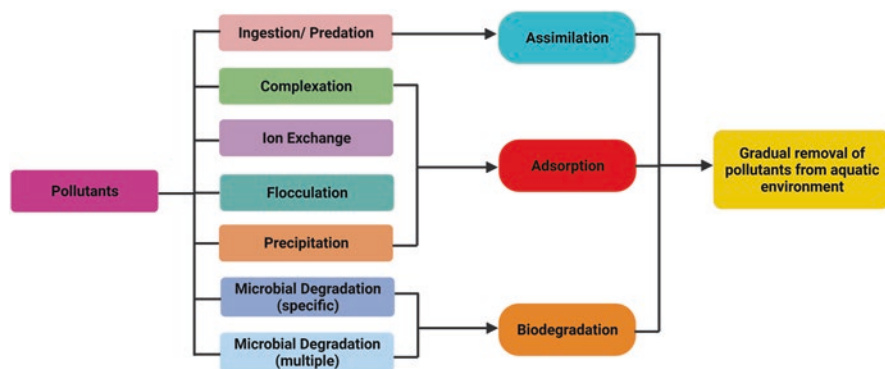 Pollutants
Ingestion/ Predation
Complexation
Ion Exchange
Flocculation
Precipitation
Microbial Degradation
(specific)
Microbial Degradation
(multiple)
Assimilation
Adsorption
Biodegradation
Gradual removal of
pollutants from aquatic
environment